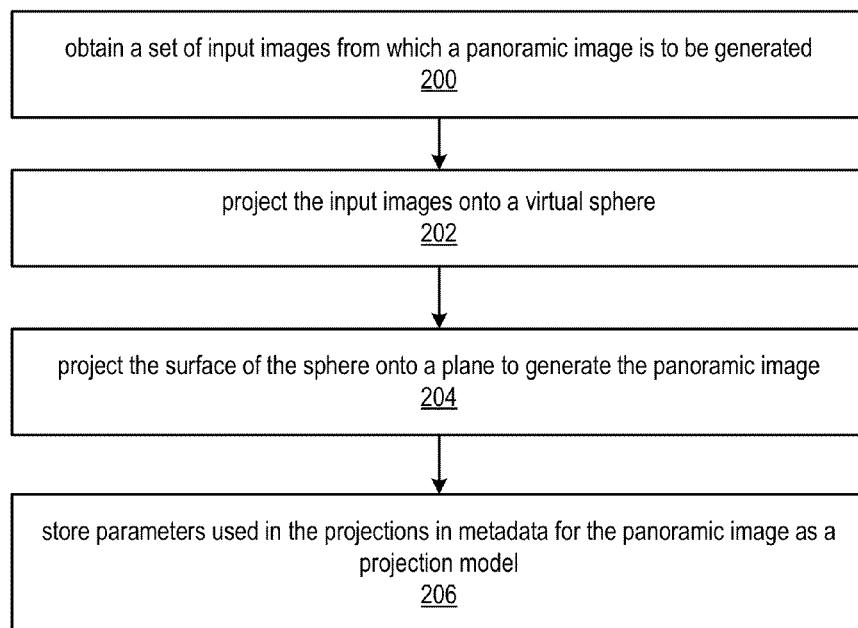 obtain a set of input images from which a panoramic image is to be generated
200
project the input images onto a virtual sphere
202
project the surface of the sphere onto a plane to generate the panoramic image
204
store parameters used in the projections in metadata for the panoramic image as a
projection model
206